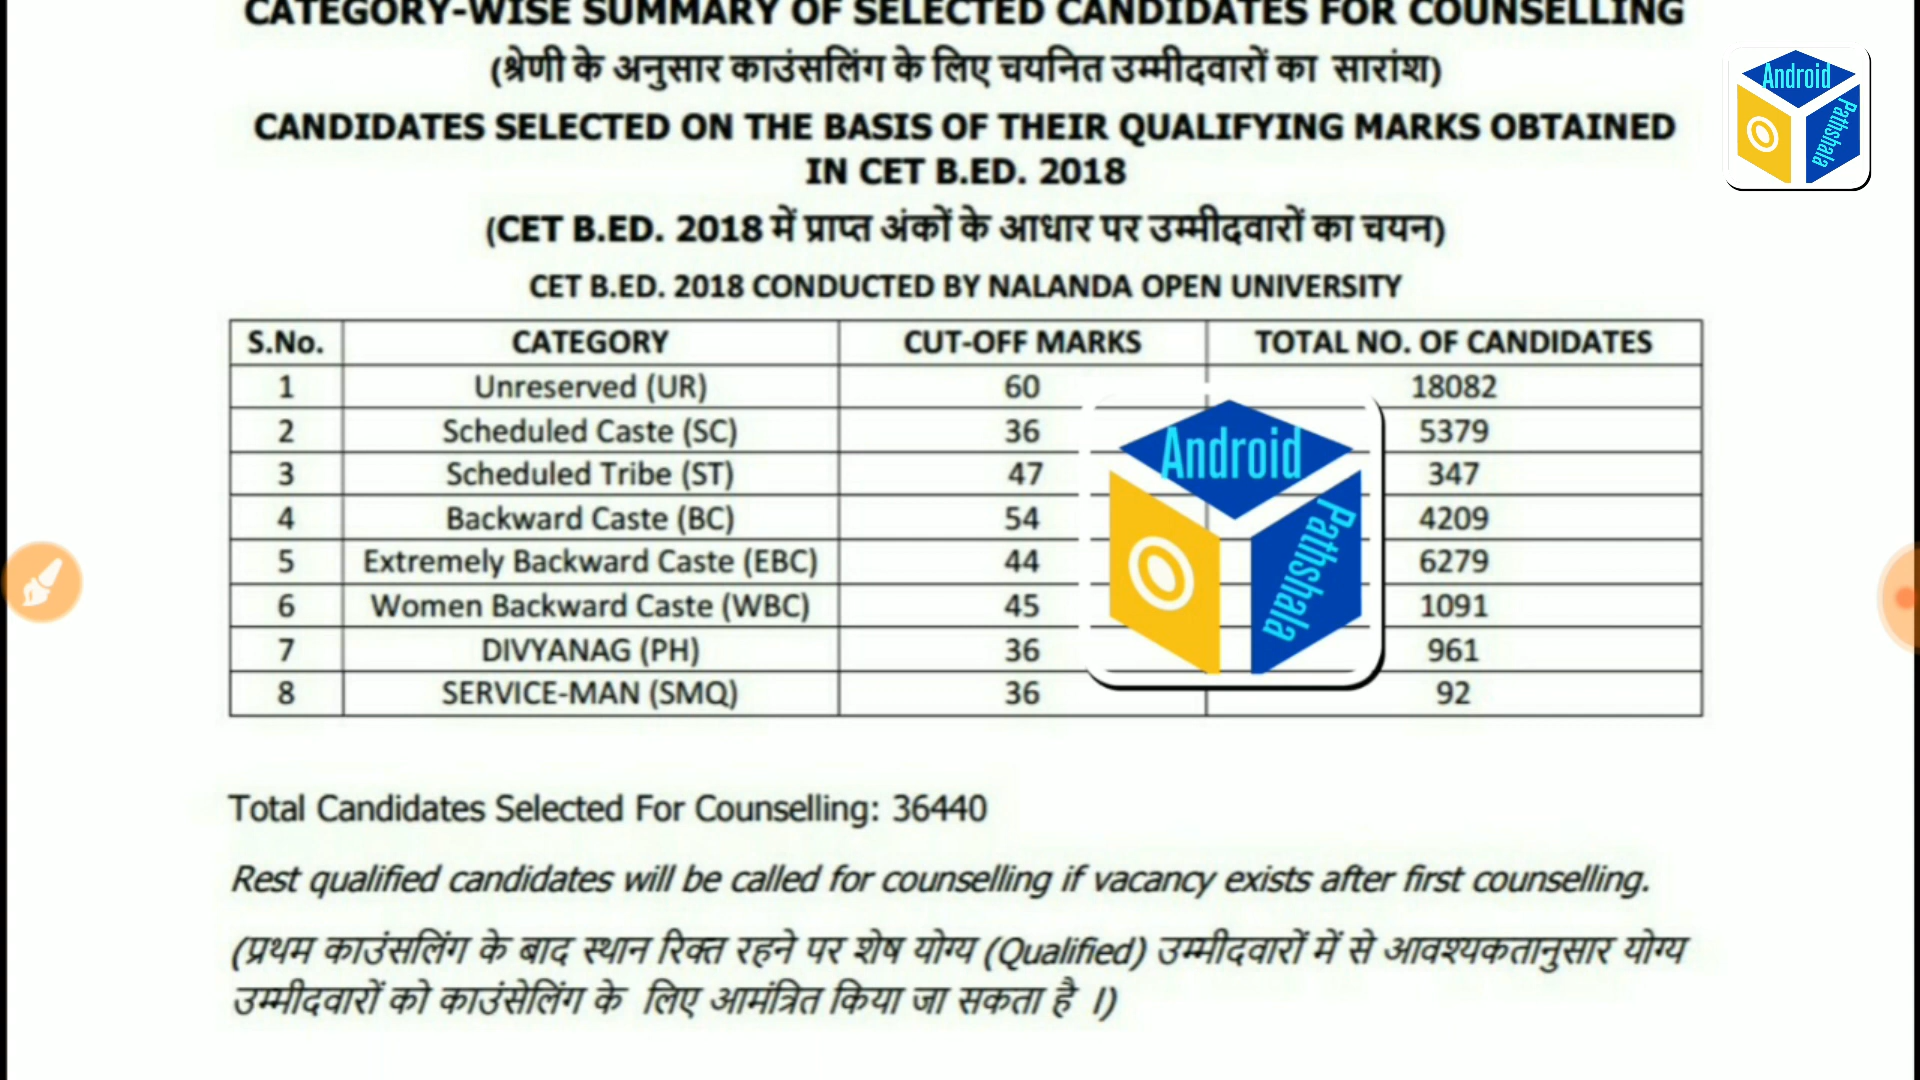 CATEGORY-WISE SUMMARY OF SELECTED CANDIDATES FOR COUNSELLING
(श्रेणी के अनुसार काउंसलिंग के लिए चयनित उम्मीदवारों का सारांश)
Android
Pathshala
CANDIDATES SELECTED ON THE BASIS OF THEIR QUALIFYING MARKS OBTAINED
IN CET B.ED. 2018
(CET B.ED. 2018 में प्राप्त अंकों के आधार पर उम्मीदवारों का चयन)
CET B.ED. 2018 CONDUCTED BY NALANDA OPEN UNIVERSITY
S.No. CATEGORY CUT-OFF MARKS TOTAL NO. OF CANDIDATES
1 Unreserved (UR) 60 18082
2 Scheduled Caste (SC) 36 5379
3 Scheduled Tribe (ST) 47 347
4 Backward Caste (BC) 54 4209
5 Extremely Backward Caste (EBC) 44 6279
6 Women Backward Caste (WBC) 45 1091
7 DIVYANAG (PH) 36 961
8 SERVICE-MAN (SMQ) 36 92
Android
Pathshala
Total Candidates Selected For Counselling: 36440
Rest qualified candidates will be called for counselling if vacancy exists after first counselling.
(प्रथम काउंसलिंग के बाद स्थान रिक्त रहने पर शेष योग्य (Qualified) उम्मीदवारों में से आवश्यकतानुसार योग्य
उम्मीदवारों को काउंसेलिंग के लिए आमंत्रित किया जा सकता है ।)